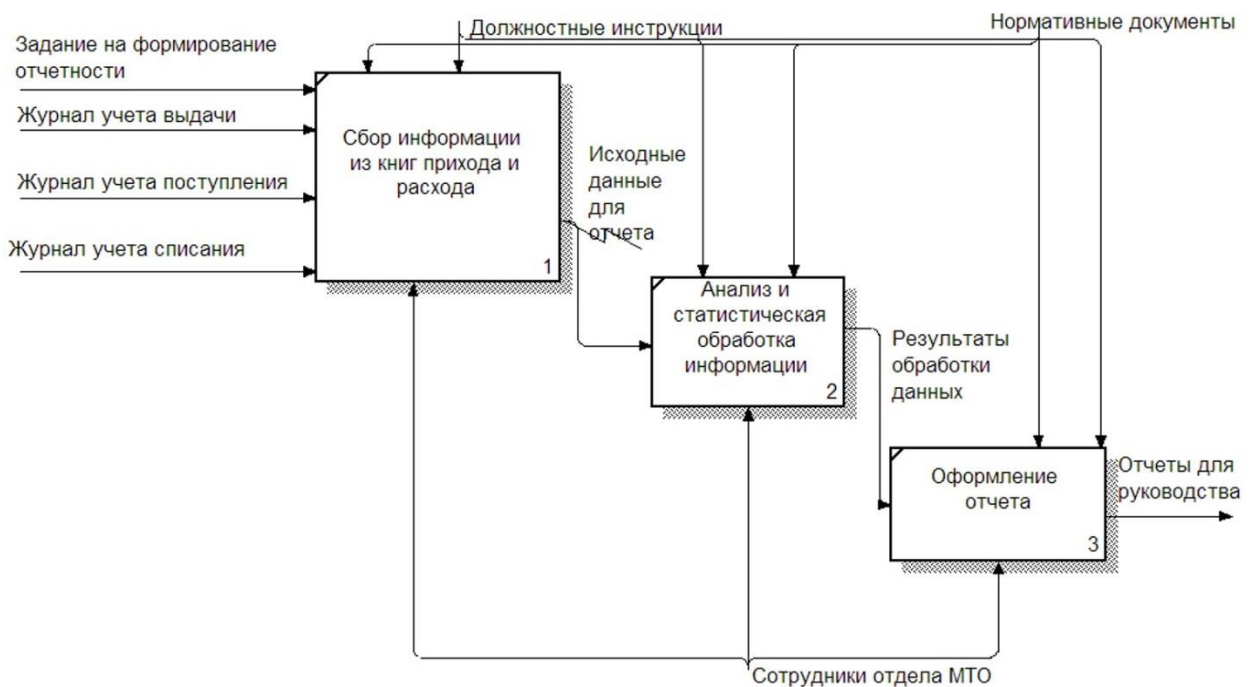 Должностные инструкции
Нормативные документы
Задание на формирование
отчетности
Журнал учета выдачи
Журнал учета поступления
Журнал учета списания
Сбор информации
из книг прихода и
расхода
1
Исходные
данные
для
отчета
Анализ и
статистическая
обработка
информации
2
Результаты
обработки
данных
Оформление
отчета
3
Отчеты для
руководства
Сотрудники отдела МТО